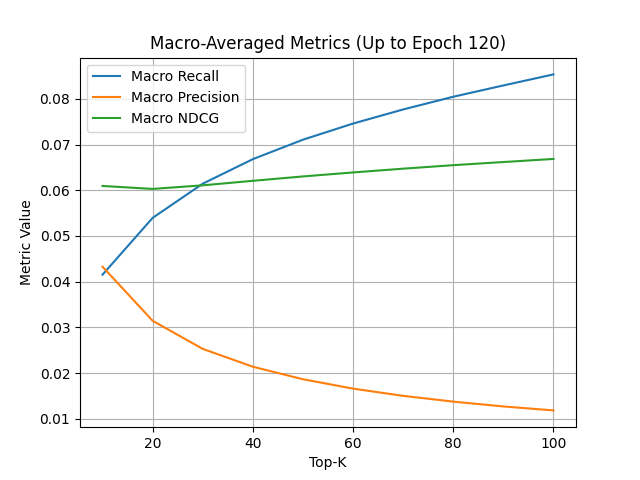 Macro-Averaged Metrics (Up to Epoch 120)
Macro Recall
Macro Precision
Macro NDCG
0.08
0.07
0.06
0.05
0.04
0.03
0.02
0.01
Metric Value
20 40 60 80 100
Top-K